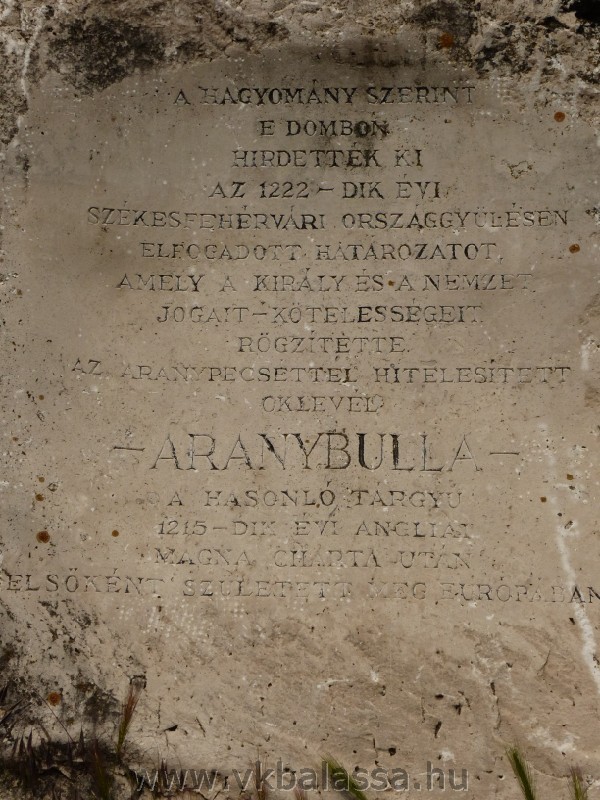 A HAGYOMÁNY SZERINT
E DOMBON
HIRDETTÉK KI
AZ 1222 – DIK ÉVI
SZÉKESFEHÉRVÁRI ORSZÁGGYÜLÉSEN
ELFOGADOTT HATÁROZATOT,
AMELY A KIRÁLY ÉS A NEMZET
JOGAIT – KÖTELESSÉGEIT
RÖGZÍTETTE.
AZ ARANYPECSÉTTEL HITELESÍTETT
OKLEVÉL
– ARANYBULLA –
A HASONLÓ TÁRGYÚ
1215 – DIK ÉVI ANGLIAI
MAGNA CHARTA UTÁN
ELSŐKÉNT SZÜLETETT MEG EURÓPÁBAN
www.vkbalassa.hu